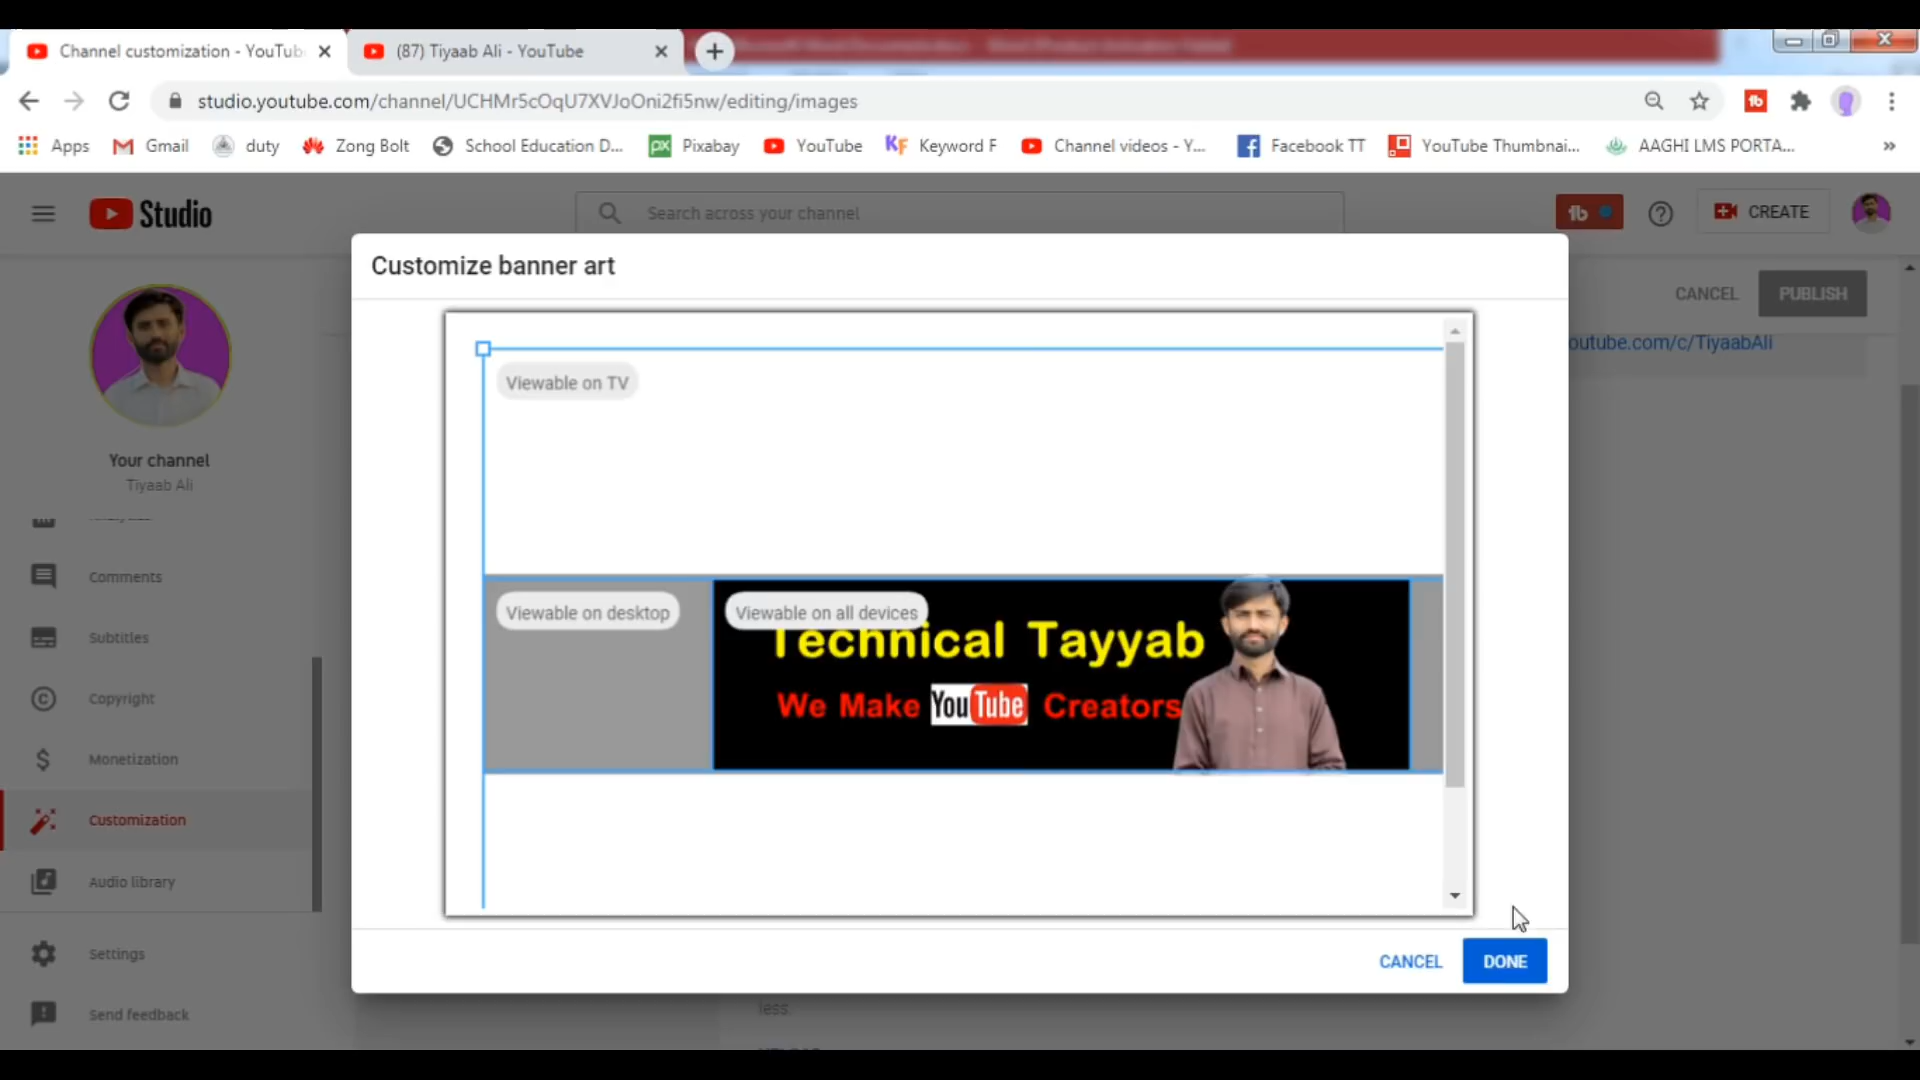 Channel customization - YouTub
(87) Tiyaab Ali - YouTube
studio.youtube.com/channel/UCHMr5cOqU7XVJoOni2fi5nw/editing/images
Apps
Gmail
duty
Zong Bolt
School Education D...
Pixabay
YouTube
Keyword F
Channel videos - Y...
Facebook TT
YouTube Thumbnai...
AAGHI LMS PORTA...
Studio
Search across your channel
CREATE
Customize banner art
CANCEL
PUBLISH
outube.com/c/TiyaabAli
Viewable on TV
Your channel
Tiyaab Ali
Comments
Viewable on desktop
Viewable on all devices
Technical Tayyab
Subtitles
Copyright
We Make YouTube Creators
Monetization
Customization
Audio library
Settings
CANCEL
DONE
Send feedback
less.